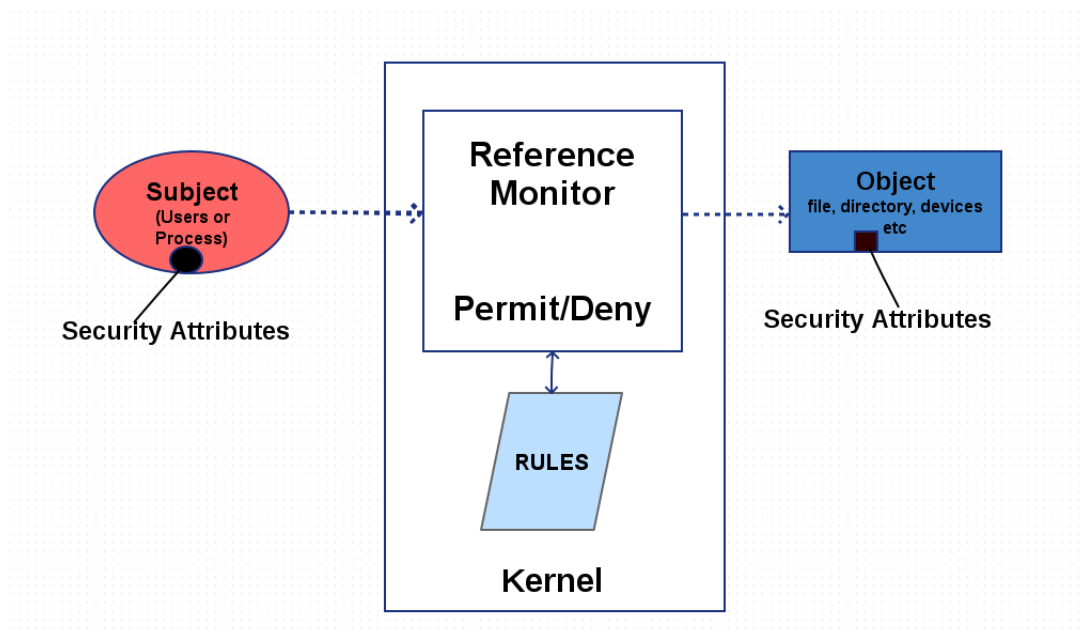 Subject
(Users or
Process)
Security Attributes
Reference
Monitor
Permit/Deny
RULES
Kernel
Object
file, directory, devices
etc
Security Attributes